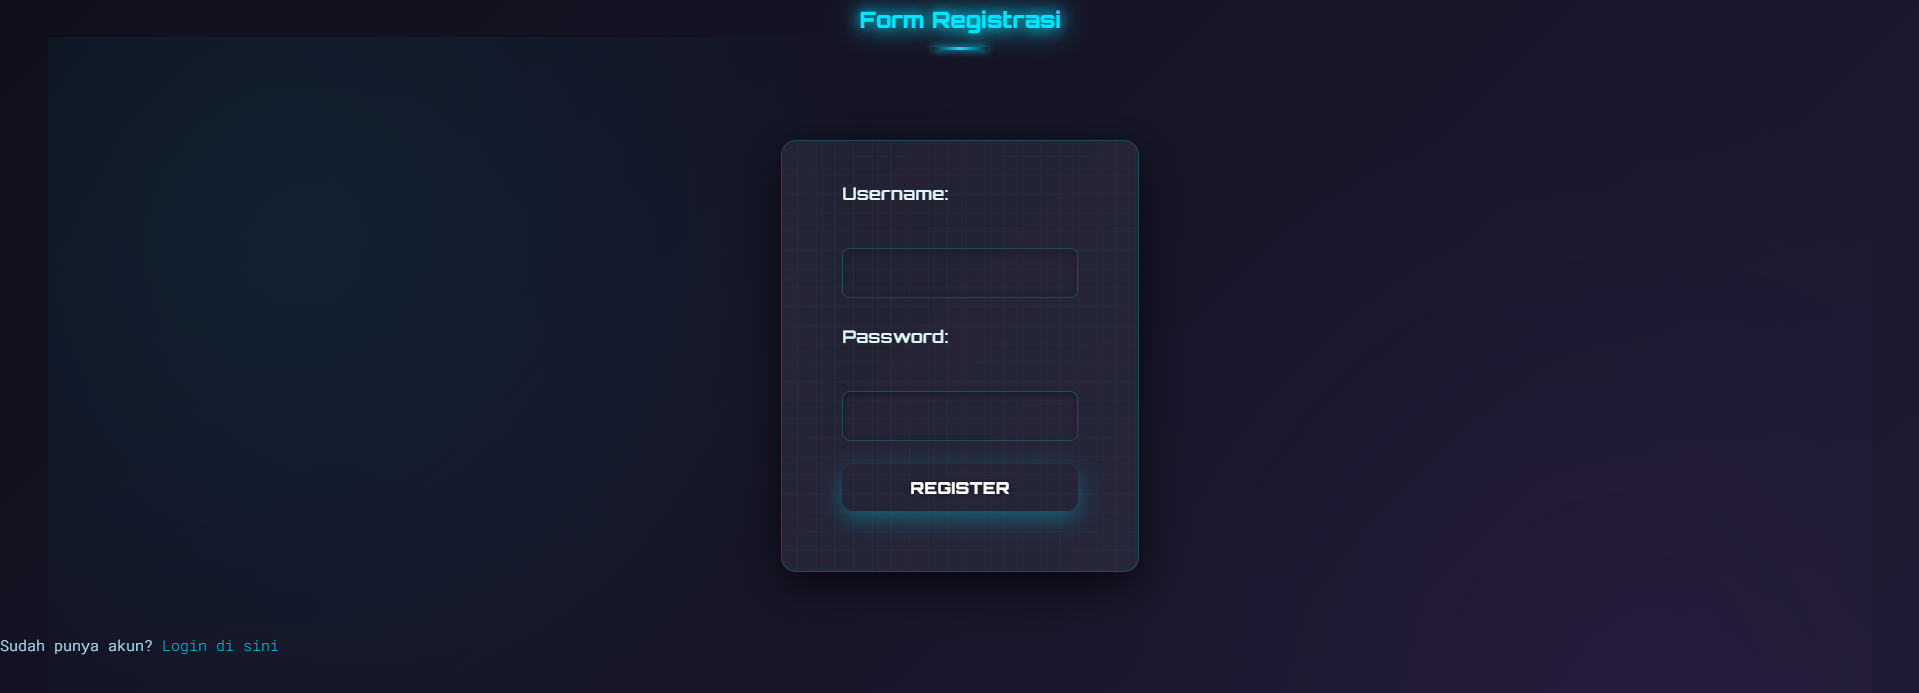 Form Registrasi
Username:
Password:
REGISTER
Sudah punya akun? Login di sini